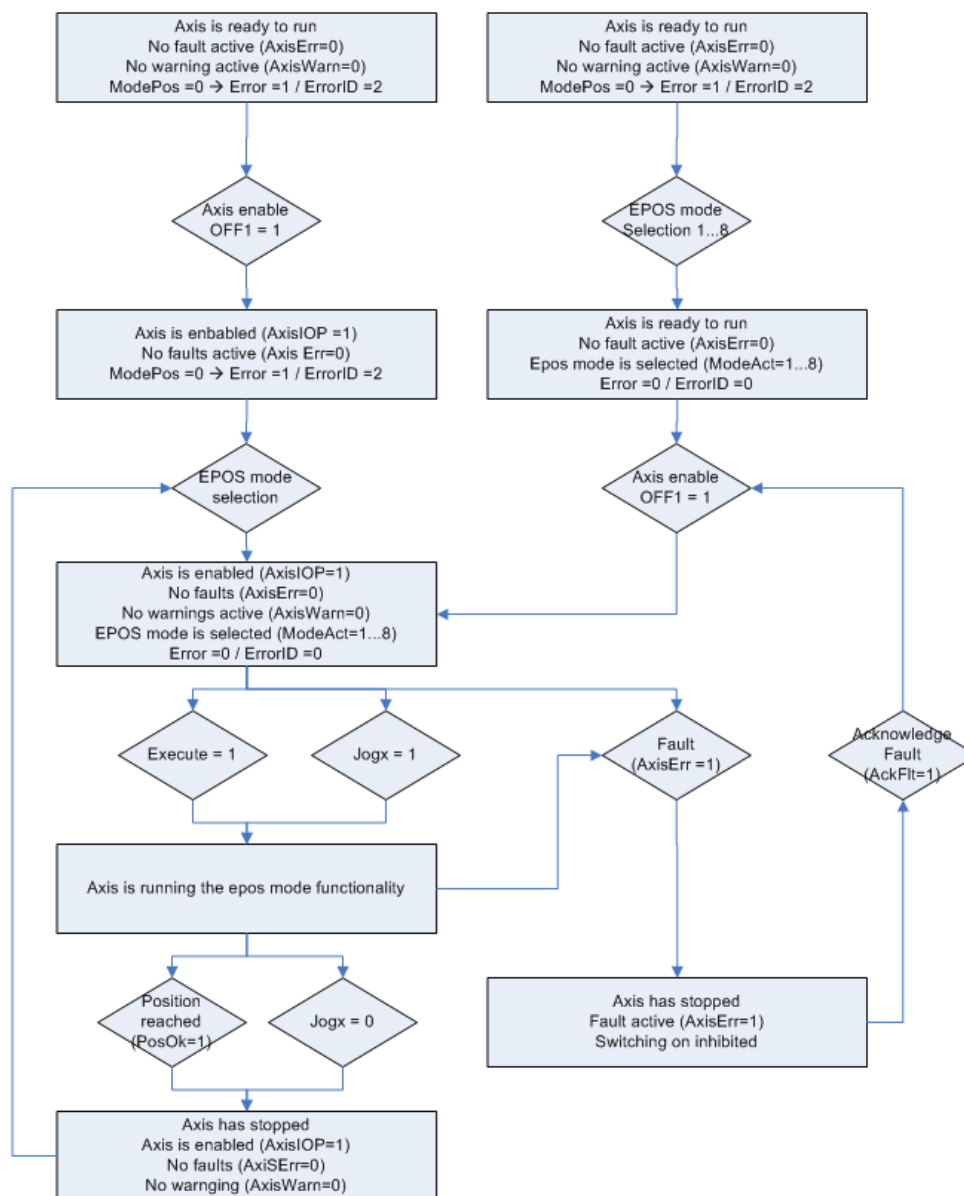 Axis is ready to run
No fault active (AxisErr=0)
No warning active (AxisWarn=0)
ModePos =0 → Error =1 / ErrorID =2
Axis is ready to run
No fault active (AxisErr=0)
No warning active (AxisWarn=0)
ModePos =0 → Error =1 / ErrorID =2
Axis enable
OFF1 = 1
EPOS mode
Selection 1...8
Axis is enbabled (AxisIOP =1)
No faults active (Axis Err=0)
ModePos =0 → Error =1 / ErrorID =2
Axis is ready to run
No fault active (AxisErr=0)
Epos mode is selected (ModeAct=1...8)
Error =0 / ErrorID =0
EPOS mode
selection
Axis enable
OFF1 = 1
Axis is enabled (AxisIOP=1)
No faults (AxisErr=0)
No warnings active (AxisWarn=0)
EPOS mode is selected (ModeAct=1...8)
Error =0 / ErrorID =0
Execute = 1
Jogx = 1
Fault
(AxisErr =1)
Acknowledge
Fault
(AckFlt=1)
Axis is running the epos mode functionality
Position
reached
(PosOk=1)
Jogx = 0
Axis has stopped
Fault active (AxisErr=1)
Switching on inhibited
Axis has stopped
Axis is enabled (AxisIOP=1)
No faults (AxiSErr=0)
No warnging (AxisWarn=0)